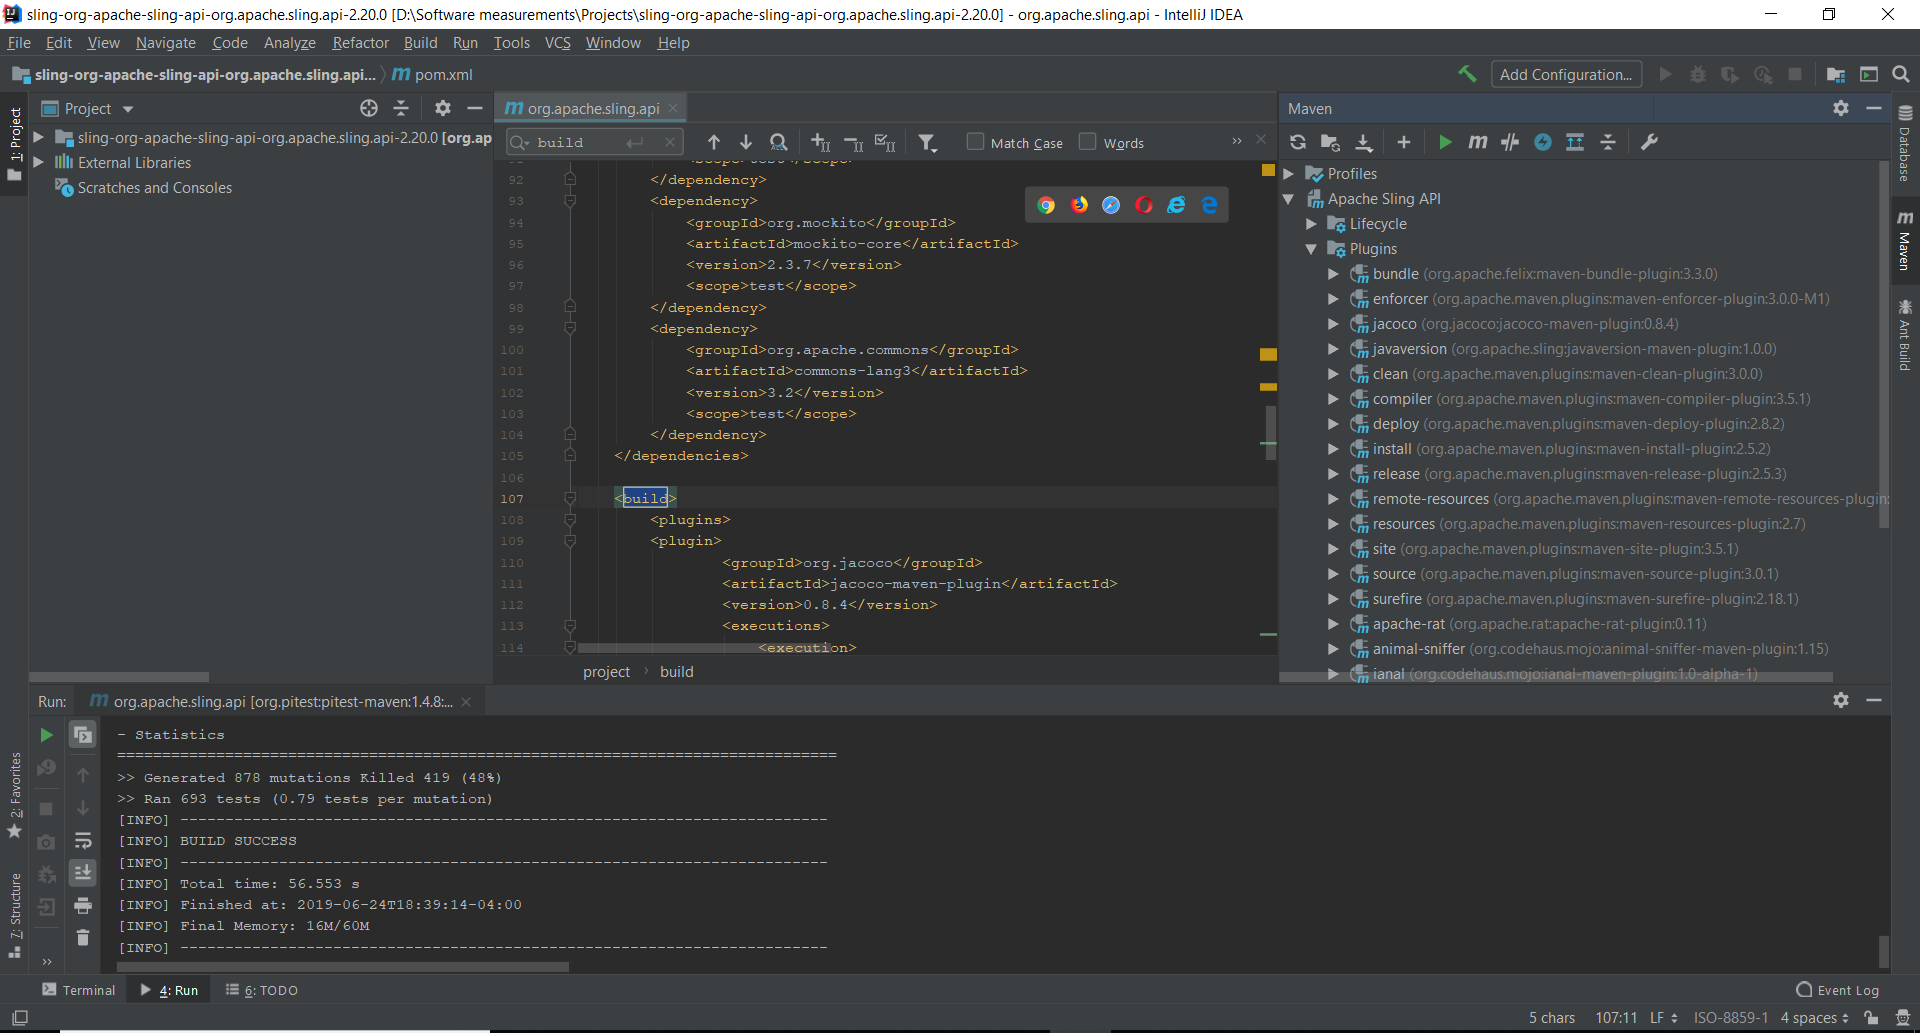 sling-org-apache-sling-api-org.apache.sling.api-2.20.0 [D:\Software measurements\Projects\sling-org-apache-sling-api-org.apache.sling.api-2.20.0] - org.apache.sling.api - IntelliJ IDEA
File Edit View Navigate Code Analyze Refactor Build Run Tools VCS Window Help
sling-org-apache-sling-api-org.apache.sling.api... m pom.xml
Add Configuration...
1: Project
Project
sling-org-apache-sling-api-org.apache.sling.api-2.20.0 [org.ap
External Libraries
Scratches and Consoles
m org.apache.sling.api
build
Match Case
Words
92 </dependency>
93 <dependency>
94 <groupId>org.mockito</groupId>
95 <artifactId>mockito-core</artifactId>
96 <version>2.3.7</version>
97 <scope>test</scope>
98 </dependency>
99 <dependency>
100 <groupId>org.apache.commons</groupId>
101 <artifactId>commons-lang3</artifactId>
102 <version>3.2</version>
103 <scope>test</scope>
104 </dependency>
105 </dependencies>
106
107 <build>
108 <plugins>
109 <plugin>
110 <groupId>org.jacoco</groupId>
111 <artifactId>jacoco-maven-plugin</artifactId>
112 <version>0.8.4</version>
113 <executions>
114 <execution>
project › build
Maven
Profiles
Apache Sling API
Lifecycle
Plugins
bundle (org.apache.felix:maven-bundle-plugin:3.3.0)
enforcer (org.apache.maven.plugins:maven-enforcer-plugin:3.0.0-M1)
jacoco (org.jacoco:jacoco-maven-plugin:0.8.4)
javaversion (org.apache.sling:javaversion-maven-plugin:1.0.0)
clean (org.apache.maven.plugins:maven-clean-plugin:3.0.0)
compiler (org.apache.maven.plugins:maven-compiler-plugin:3.5.1)
deploy (org.apache.maven.plugins:maven-deploy-plugin:2.8.2)
install (org.apache.maven.plugins:maven-install-plugin:2.5.2)
release (org.apache.maven.plugins:maven-release-plugin:2.5.3)
remote-resources (org.apache.maven.plugins:maven-remote-resources-plugin:
resources (org.apache.maven.plugins:maven-resources-plugin:2.7)
site (org.apache.maven.plugins:maven-site-plugin:3.5.1)
source (org.apache.maven.plugins:maven-source-plugin:3.0.1)
surefire (org.apache.maven.plugins:maven-surefire-plugin:2.18.1)
apache-rat (org.apache.rat:apache-rat-plugin:0.11)
animal-sniffer (org.codehaus.mojo:animal-sniffer-maven-plugin:1.15)
ianal (org.codehaus.mojo:ianal-maven-plugin:1.0-alpha-1)
Database
m Maven
Ant Build
Run: m org.apache.sling.api [org.pitest:pitest-maven:1.4.8:...
- Statistics
================================================================================
>> Generated 878 mutations Killed 419 (48%)
>> Ran 693 tests (0.79 tests per mutation)
[INFO] ------------------------------------------------------------------------
[INFO] BUILD SUCCESS
[INFO] ------------------------------------------------------------------------
[INFO] Total time: 56.553 s
[INFO] Finished at: 2019-06-24T18:39:14-04:00
[INFO] Final Memory: 16M/60M
[INFO] ------------------------------------------------------------------------
2: Favorites
7: Structure
Terminal
4: Run
6: TODO
Event Log
5 chars 107:11 LF ISO-8859-1 4 spaces